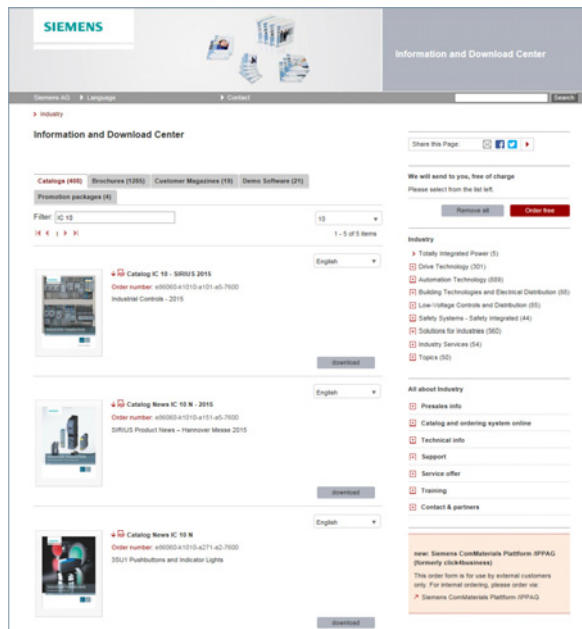 SIEMENS
Information and Download Center
Siemens AG
Language
Contact
Search
Industry
Information and Download Center
Share this Page:
Catalogs (408)
Brochures (1265)
Customer Magazines (19)
Demo Software (21)
Promotion packages (4)
We will send to you, free of charge
Please select from the list left.
Remove all
Order free
Filter: IC 10
10
1
1 - 5 of 5 items
English
Catalog IC 10 - SIRIUS 2015
Order number: e86060-k1010-a101-a5-7600
Industrial Controls - 2015
download
English
Catalog News IC 10 N - 2015
Order number: e86060-k1010-a151-a5-7600
SIRIUS Product News – Hannover Messe 2015
download
English
Catalog News IC 10 N
Order number: e86060-k1010-a271-a2-7600
3SU1 Pushbuttons and Indicator Lights
download
Industry
Totally Integrated Power (5)
Drive Technology (301)
Automation Technology (889)
Building Technologies and Electrical Distribution (88)
Low-Voltage Controls and Distribution (85)
Safety Systems - Safety Integrated (44)
Solutions for Industries (560)
Industry Services (54)
Topics (50)
All about Industry
Presales info
Catalog and ordering system online
Technical info
Support
Service offer
Training
Contact & partners
new: Siemens ComMaterials Plattform /IPPAG
(formerly click4business)
This order form is for use by external customers
only. For internal ordering, please order via:
Siemens ComMaterials Plattform /IPPAG